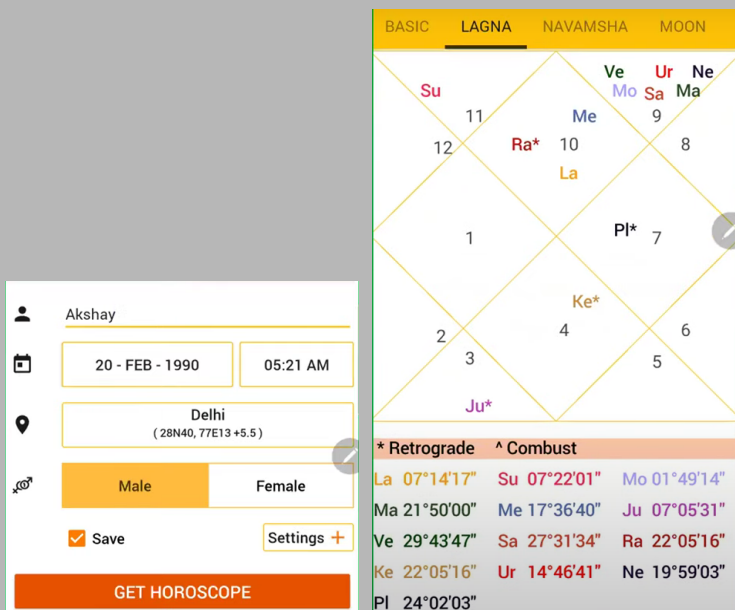 Akshay
20 - FEB - 1990 05:21 AM
Delhi
( 28N40, 77E13 +5.5 )
Male Female
Save Settings +
GET HOROSCOPE
BASIC LAGNA NAVAMSHA MOON
Ve Ur Ne
Su Mo Sa Ma
11 Me 9
12 Ra* 10 8
La
1 Pl* 7
Ke*
2 4 6
3 5
Ju*
* Retrograde ^ Combust
La 07°14'17" Su 07°22'01" Mo 01°49'14"
Ma 21°50'00" Me 17°36'40" Ju 07°05'31"
Ve 29°43'47" Sa 27°31'34" Ra 22°05'16"
Ke 22°05'16" Ur 14°46'41" Ne 19°59'03"
Pl 24°02'03"